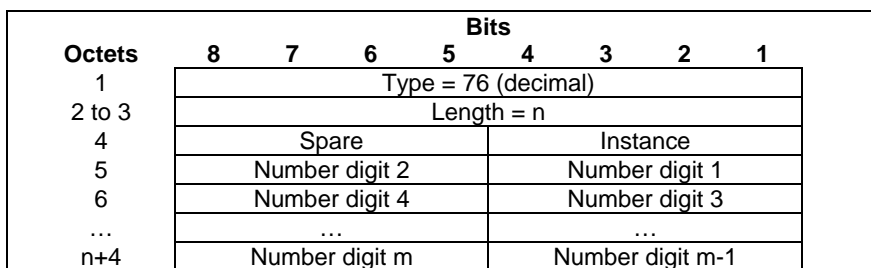 Bits
Octets 8 7 6 5 4 3 2 1
1 Type = 76 (decimal)
2 to 3 Length = n
4 Spare Instance
5 Number digit 2 Number digit 1
6 Number digit 4 Number digit 3
… … …
n+4 Number digit m Number digit m-1